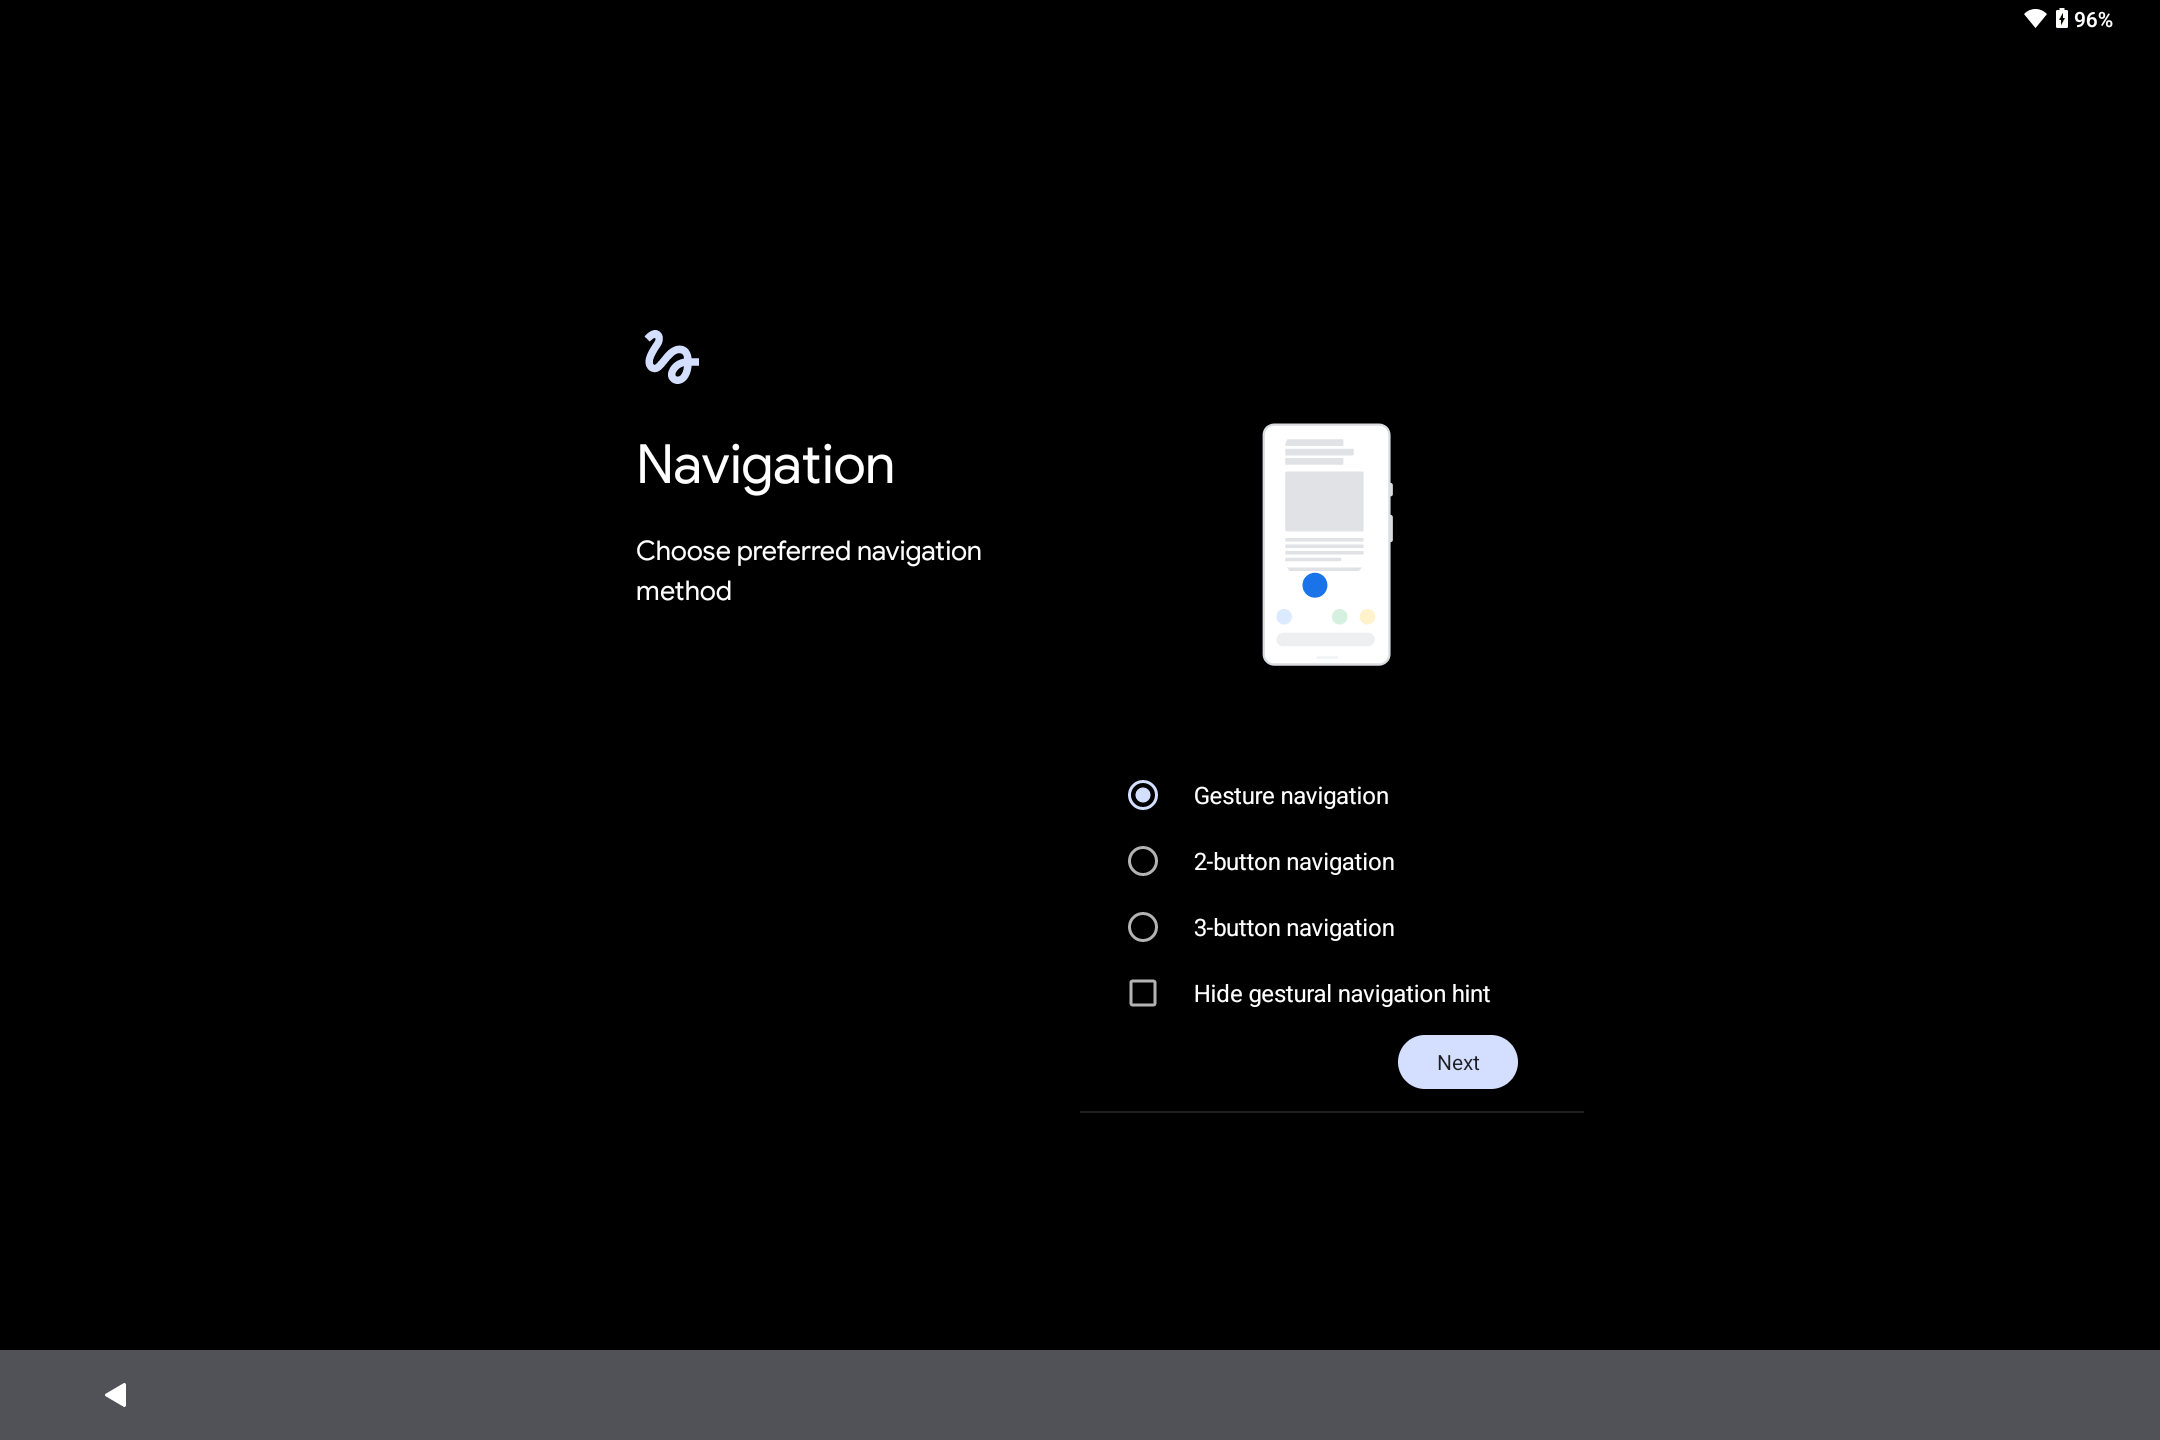 96%
Navigation
Choose preferred navigation
method
Gesture navigation
2-button navigation
3-button navigation
Hide gestural navigation hint
Next